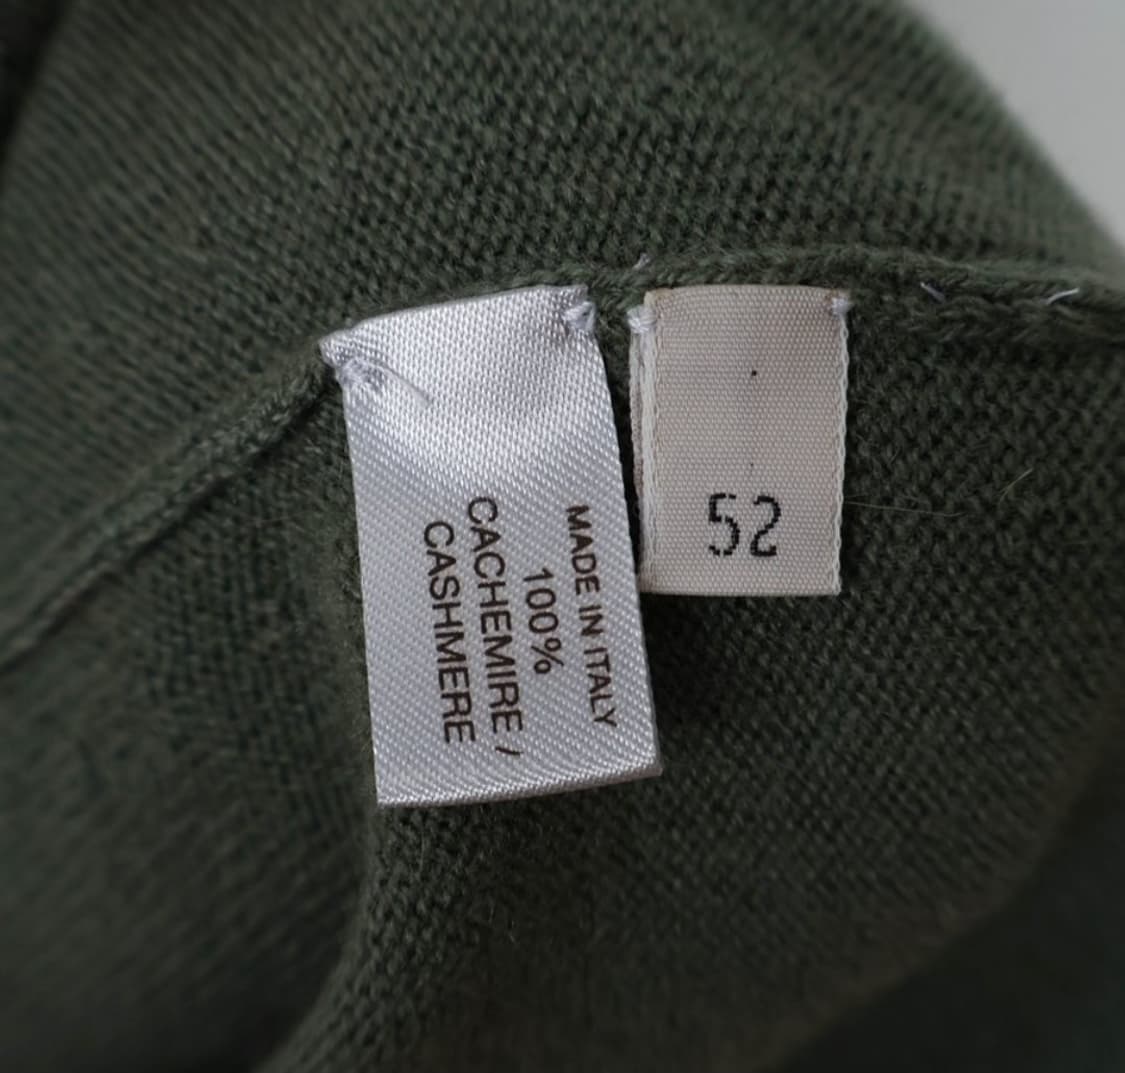 MADE IN ITALY
100%
CACHEMIRE /
CASHMERE
52